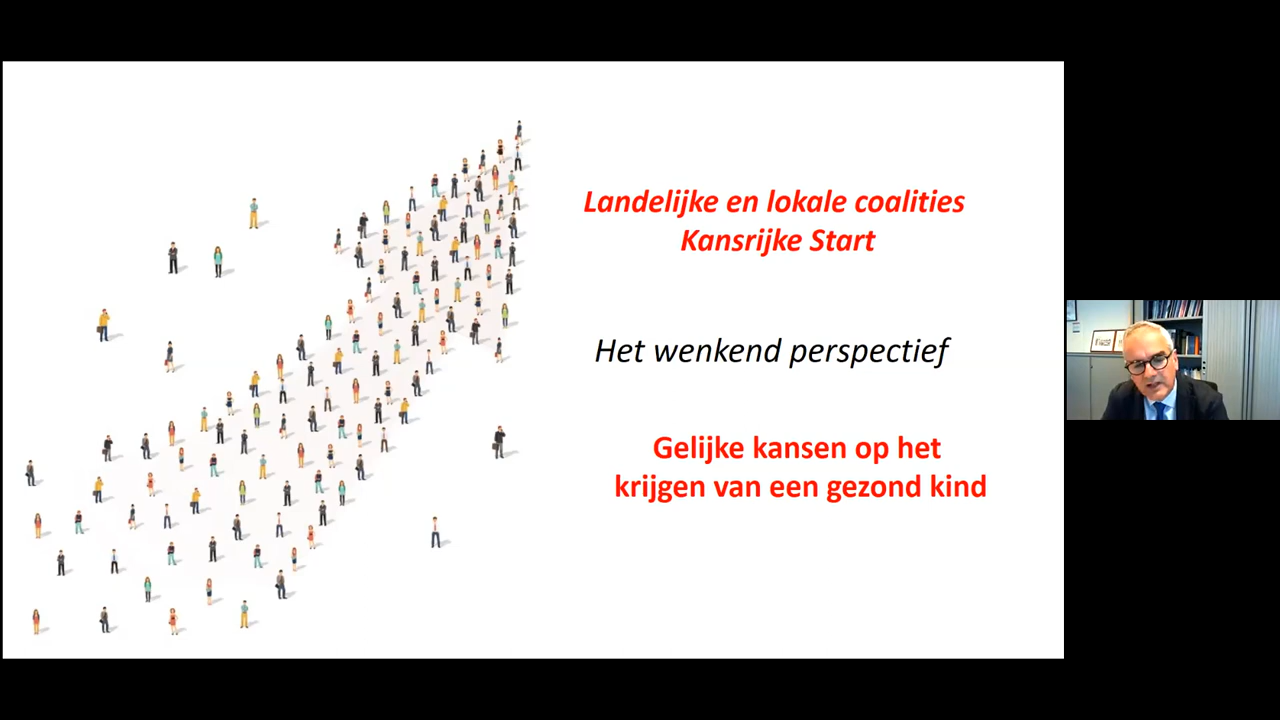 Landelijke en lokale coalities
Kansrijke Start
Het wenkend perspectief
Gelijke kansen op het
krijgen van een gezond kind